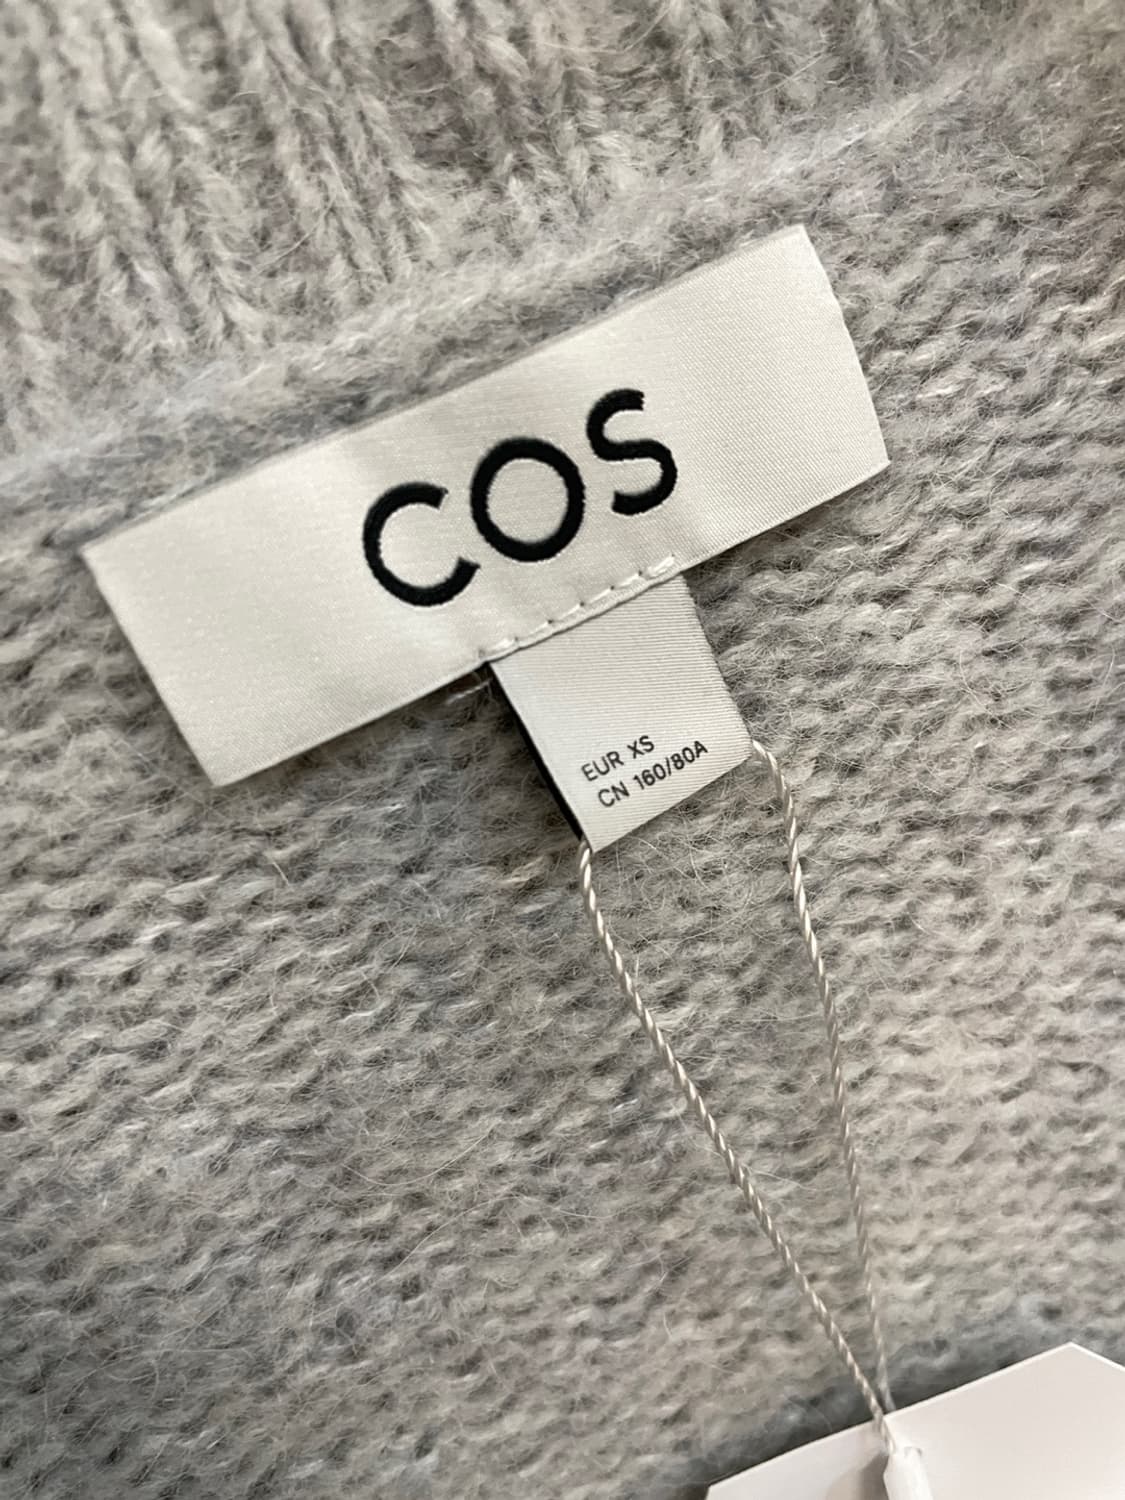 COS
EUR XS
CN 160/80A